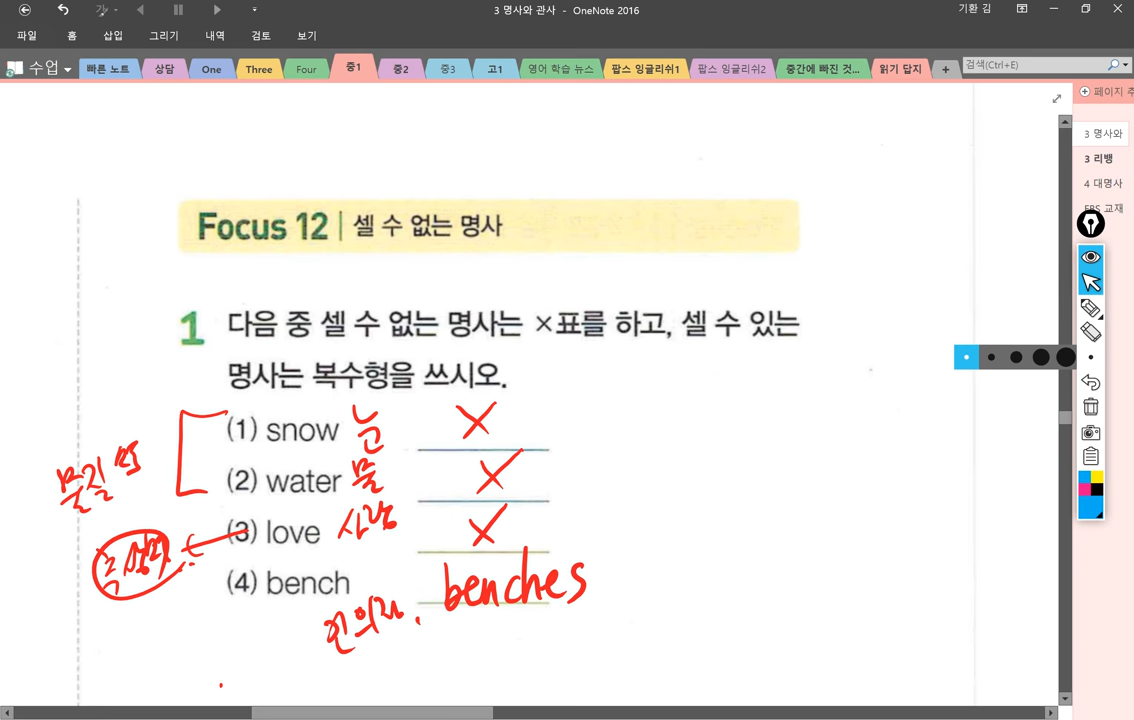 3 명사와 관사 - OneNote 2016
기환 김
파일 홈 삽입 그리기 내역 검토 보기
수업 빠른 노트 상담 One Three Four 중1 중2 중3 고1 영어 학습 뉴스 팝스 잉글리쉬1 팝스 잉글리쉬2 중간에 빠진 것... 읽기 답지 + 검색(Ctrl+E)
페이지 추
3 명사와
3 리뱅
4 대명사
EBS 교재
Focus 12 | 셀 수 없는 명사
1 다음 중 셀 수 없는 명사는 ×표를 하고, 셀 수 있는
명사는 복수형을 쓰시오.
(1) snow 눈 X
물질명 (2) water 물 X
(3) love 사랑 X
추상명
(4) bench benches
긴의자.